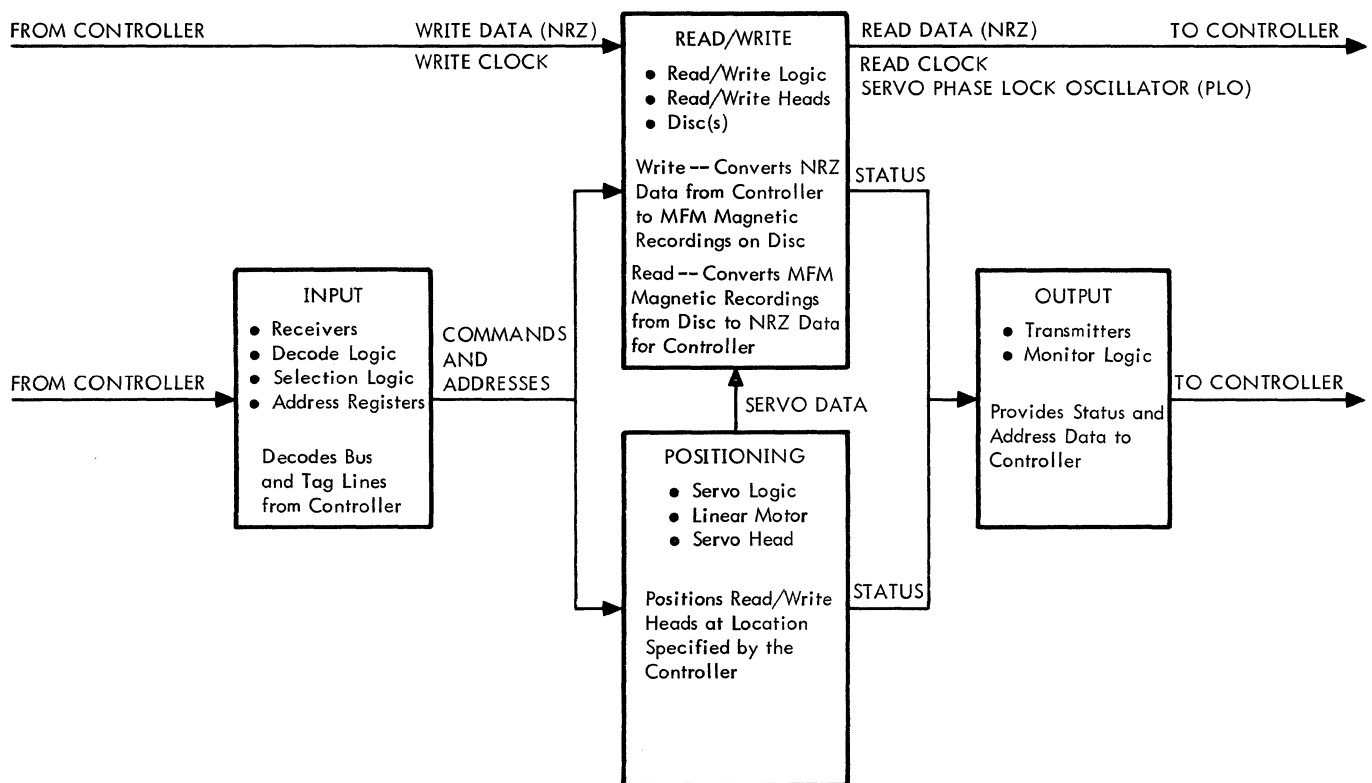 FROM CONTROLLER
WRITE DATA (NRZ)
WRITE CLOCK
READ/WRITE
● Read/Write Logic
● Read/Write Heads
● Disc(s)
Write -- Converts NRZ
Data from Controller
to MFM Magnetic
Recordings on Disc
Read -- Converts MFM
Magnetic Recordings
from Disc to NRZ Data
for Controller
READ DATA (NRZ)
READ CLOCK
SERVO PHASE LOCK OSCILLATOR (PLO)
TO CONTROLLER
STATUS
FROM CONTROLLER
INPUT
● Receivers
● Decode Logic
● Selection Logic
● Address Registers
Decodes Bus
and Tag Lines
from Controller
COMMANDS
AND
ADDRESSES
SERVO DATA
POSITIONING
● Servo Logic
● Linear Motor
● Servo Head
Positions Read/Write
Heads at Location
Specified by the
Controller
STATUS
OUTPUT
● Transmitters
● Monitor Logic
Provides Status and
Address Data to
Controller
TO CONTROLLER